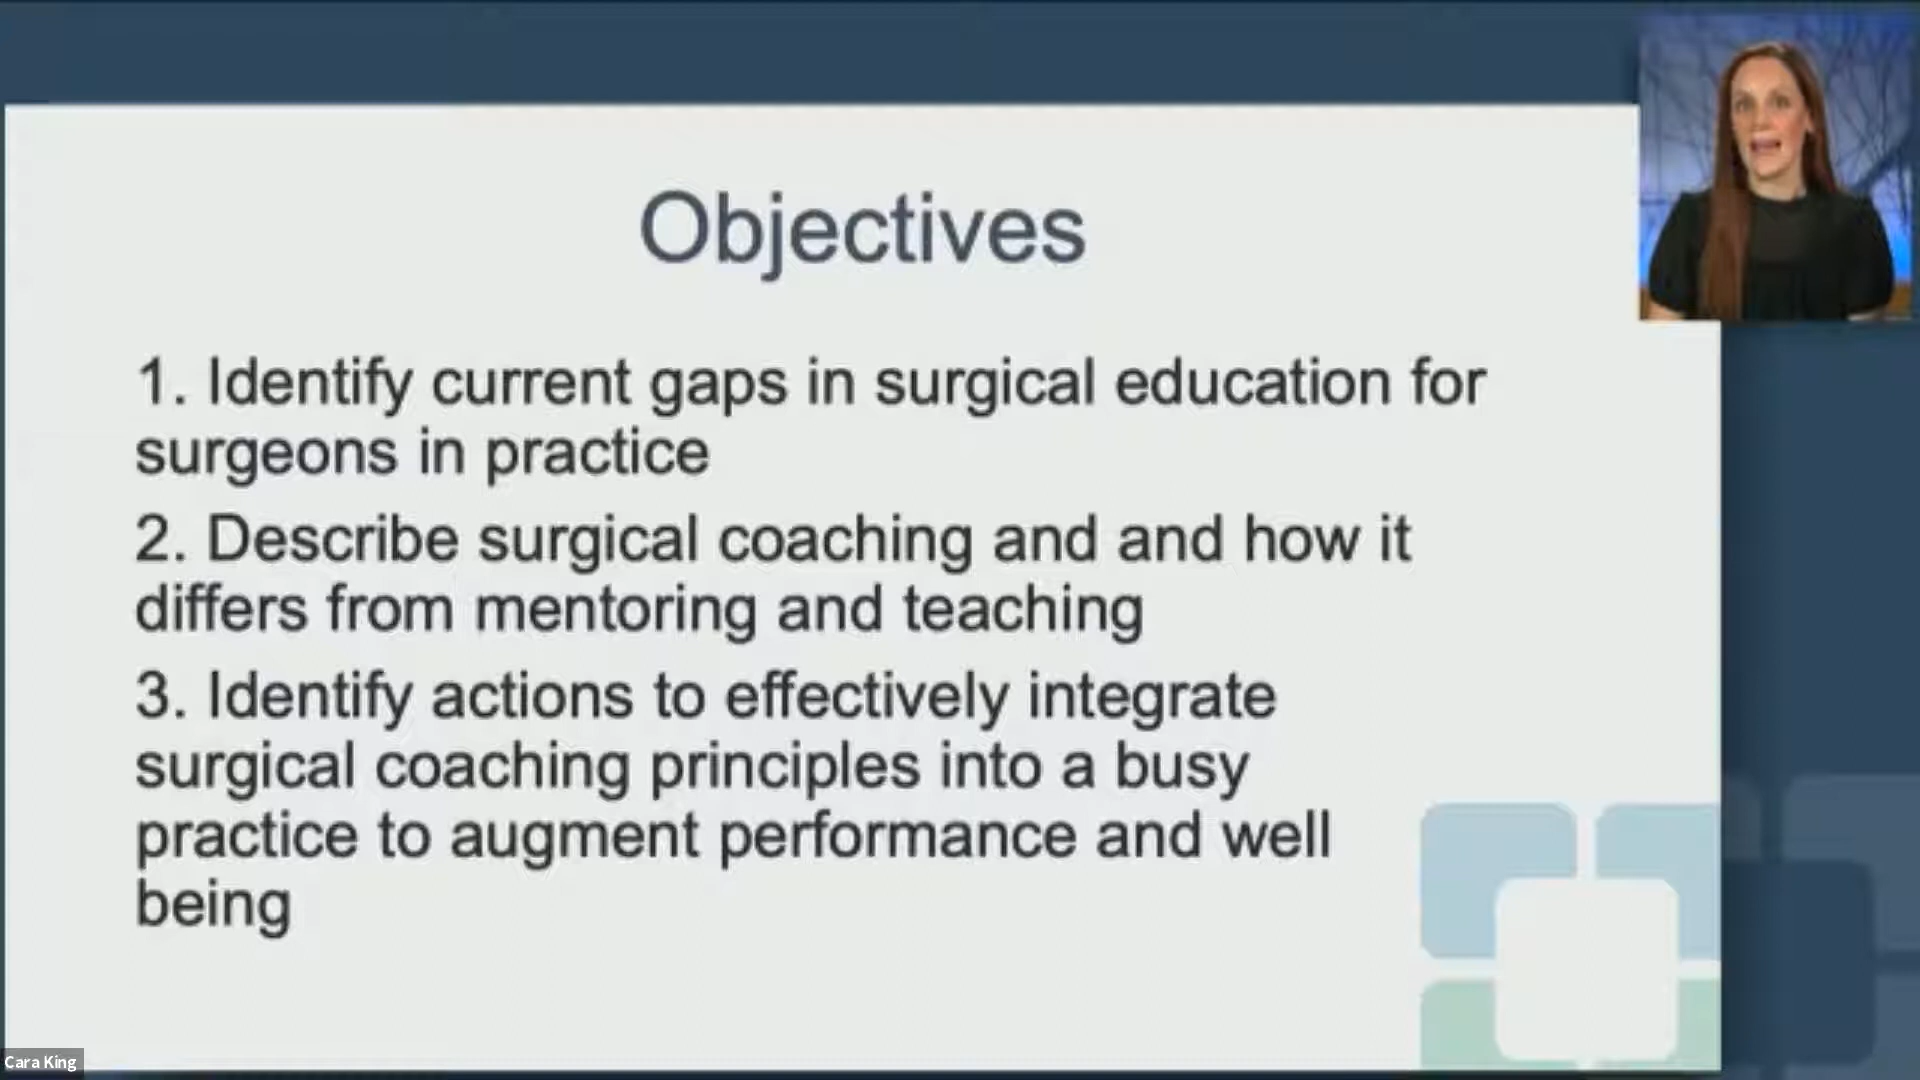 Objectives
1. Identify current gaps in surgical education for
surgeons in practice
2. Describe surgical coaching and and how it
differs from mentoring and teaching
3. Identify actions to effectively integrate
surgical coaching principles into a busy
practice to augment performance and well
being
Cara King